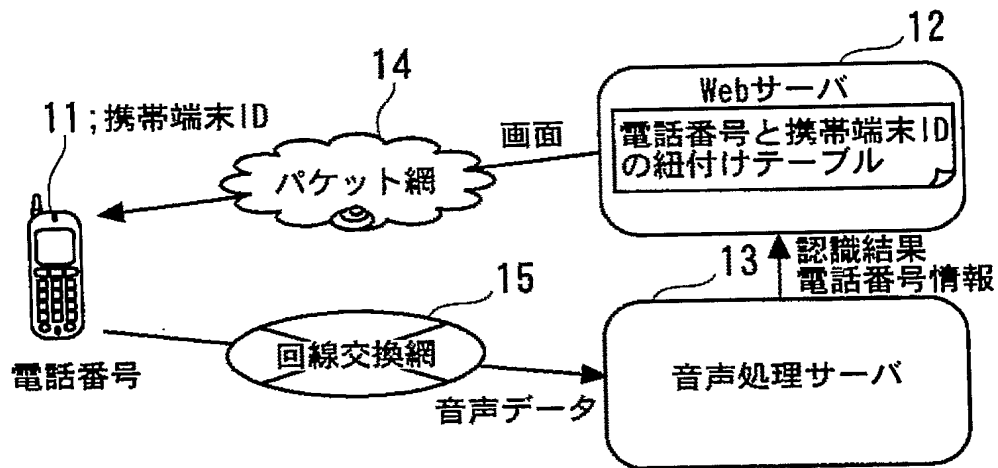 12
14
Webサーバ
11;携帯端末ID
画面
電話番号と携帯端末ID
の紐付けテーブル
パケット網
認識結果
電話番号情報
13
15
回線交換網
電話番号
音声データ
音声処理サーバ